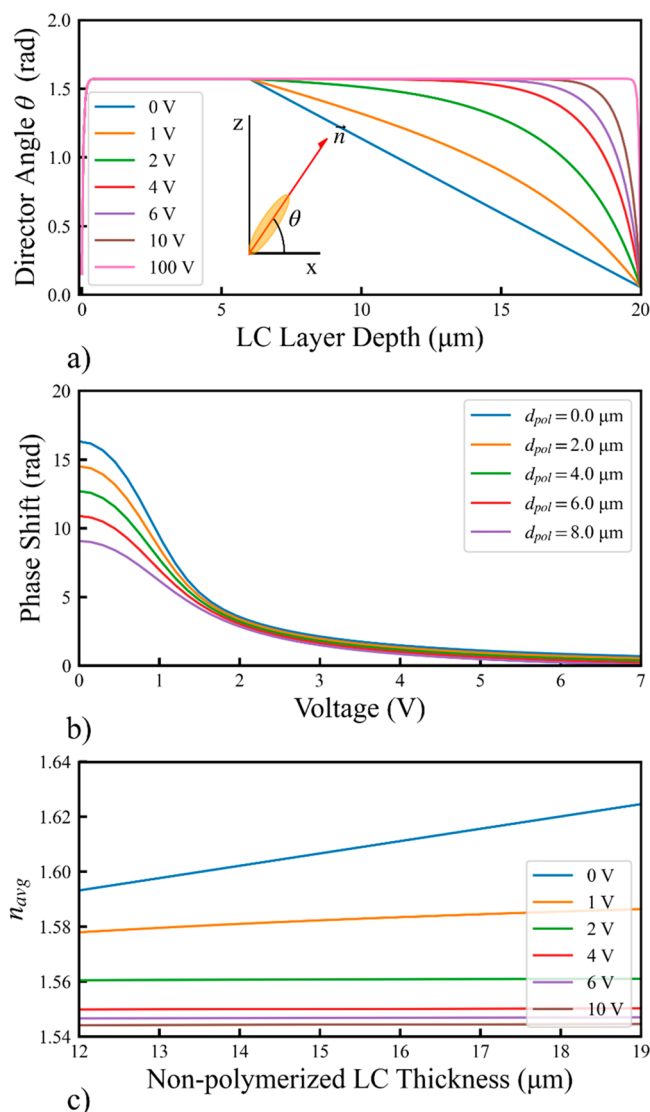 Director Angle θ (rad)
2.0
1.5
1.0
0.5
0.0
0 V
1 V
2 V
4 V
6 V
10 V
100 V
z
n
θ
x
0
5
10
15
20
LC Layer Depth (μm)
a)
Phase Shift (rad)
20
15
10
5
0
d_pol = 0.0 μm
d_pol = 2.0 μm
d_pol = 4.0 μm
d_pol = 6.0 μm
d_pol = 8.0 μm
0
1
2
3
4
5
6
7
Voltage (V)
b)
n_avg
1.64
1.62
1.60
1.58
1.56
1.54
0 V
1 V
2 V
4 V
6 V
10 V
12
13
14
15
16
17
18
19
Non-polymerized LC Thickness (μm)
c)